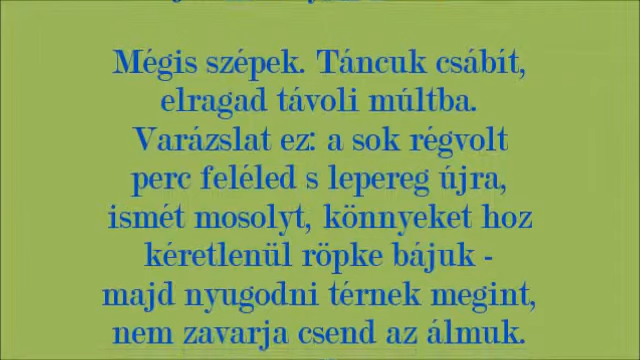 Mégis szépek. Táncuk csábít,
elragad távoli múltba.
Varázslat ez: a sok régvolt
perc feléled s lepereg újra,
ismét mosolyt, könnyeket hoz
kéretlenül röpke bájuk -
majd nyugodni térnek megint,
nem zavarja csend az álmuk.